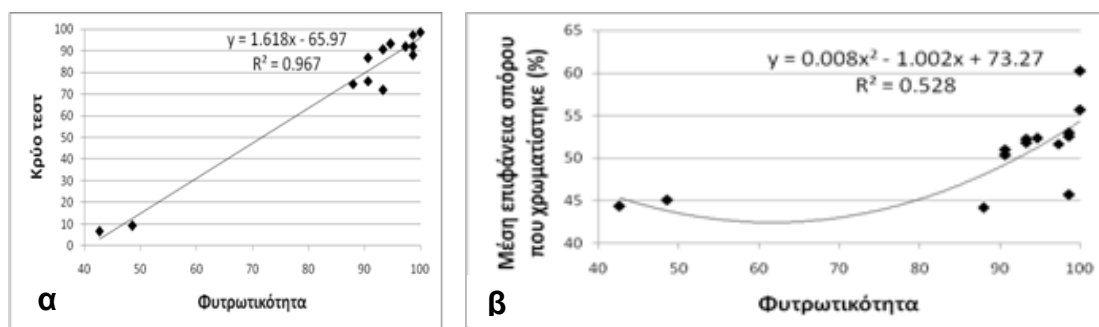 100
90
80
70
60
50
40
30
20
10
0
Κρύο τεστ
y = 1.618x - 65.97
R² = 0.967
40 50 60 70 80 90 100
Φυτρωτικότητα
α
Μέση επιφάνεια σπόρου
που χρωματίστηκε (%)
65
60
55
50
45
40
y = 0.008x² - 1.002x + 73.27
R² = 0.528
40 50 60 70 80 90 100
Φυτρωτικότητα
β